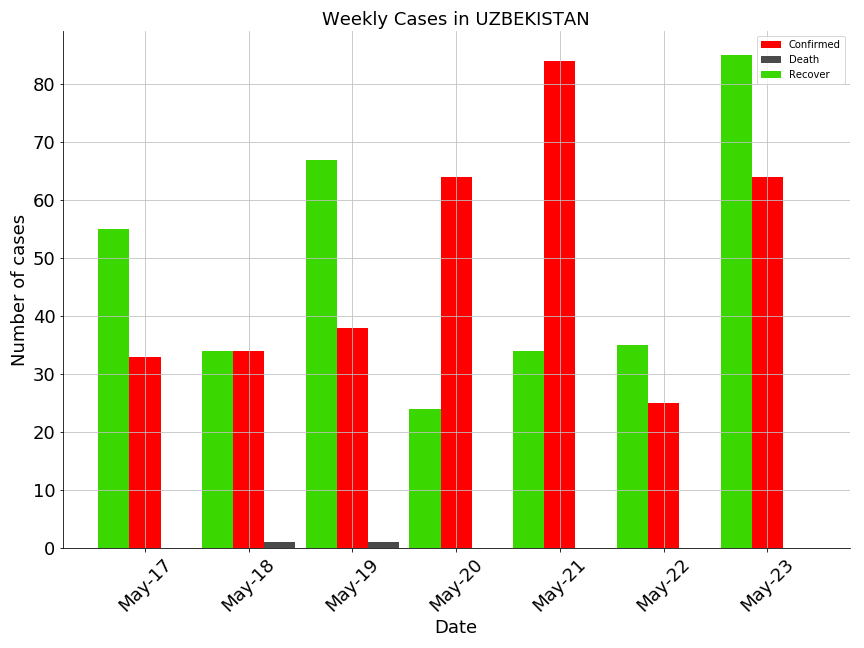 Weekly Cases in UZBEKISTAN
Confirmed
Death
Recover
Number of cases
80
70
60
50
40
30
20
10
0
May-17
May-18
May-19
May-20
May-21
May-22
May-23
Date